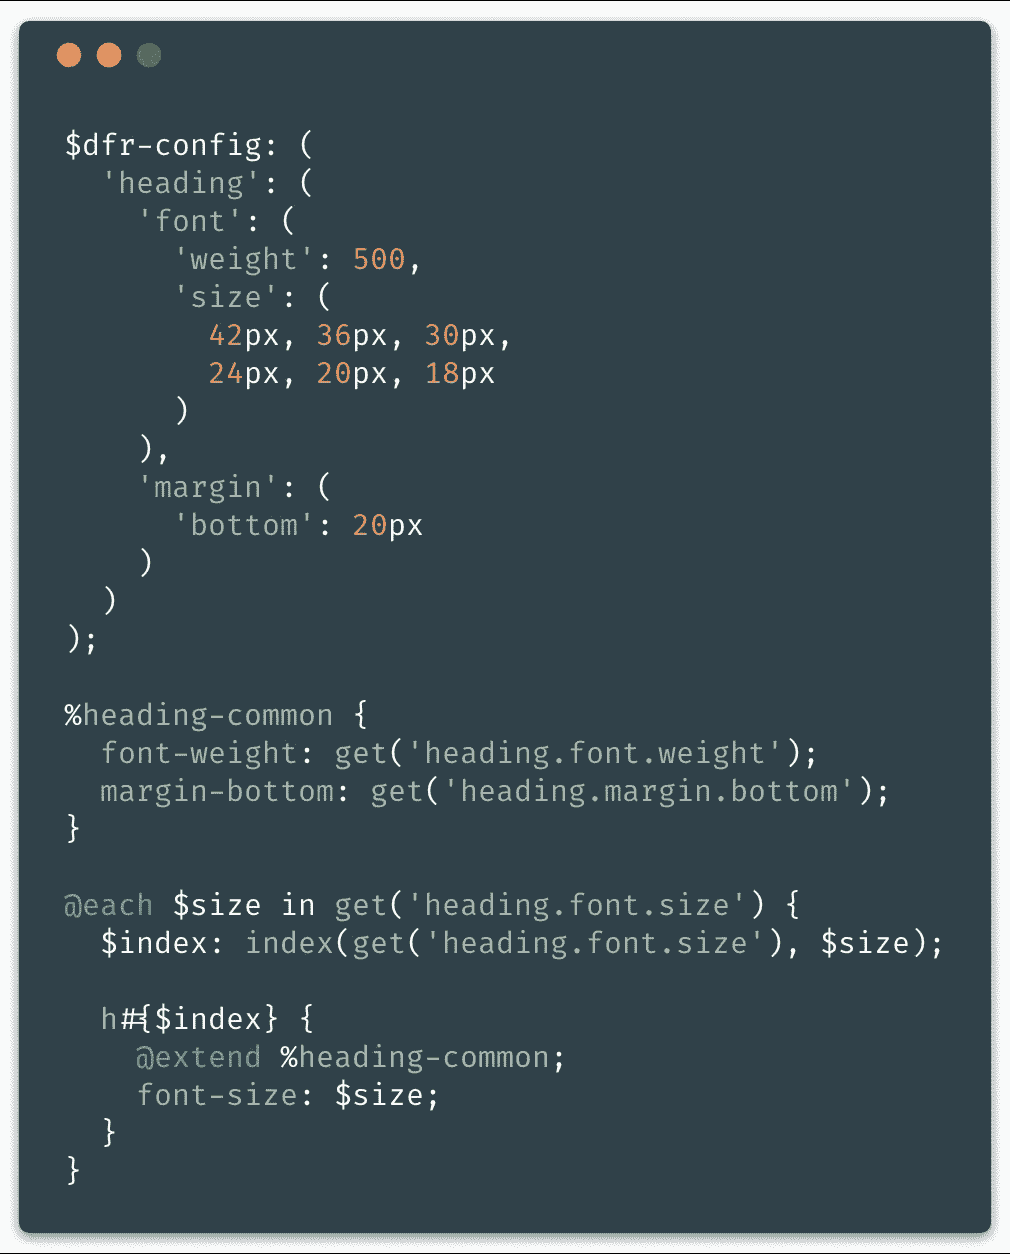 $dfr-config: (
  'heading': (
    'font': (
      'weight': 500,
      'size': (
        42px, 36px, 30px,
        24px, 20px, 18px
      )
    ),
    'margin': (
      'bottom': 20px
    )
  )
);

%heading-common {
  font-weight: get('heading.font.weight');
  margin-bottom: get('heading.margin.bottom');
}

@each $size in get('heading.font.size') {
  $index: index(get('heading.font.size'), $size);

  h#{$index} {
    @extend %heading-common;
    font-size: $size;
  }
}